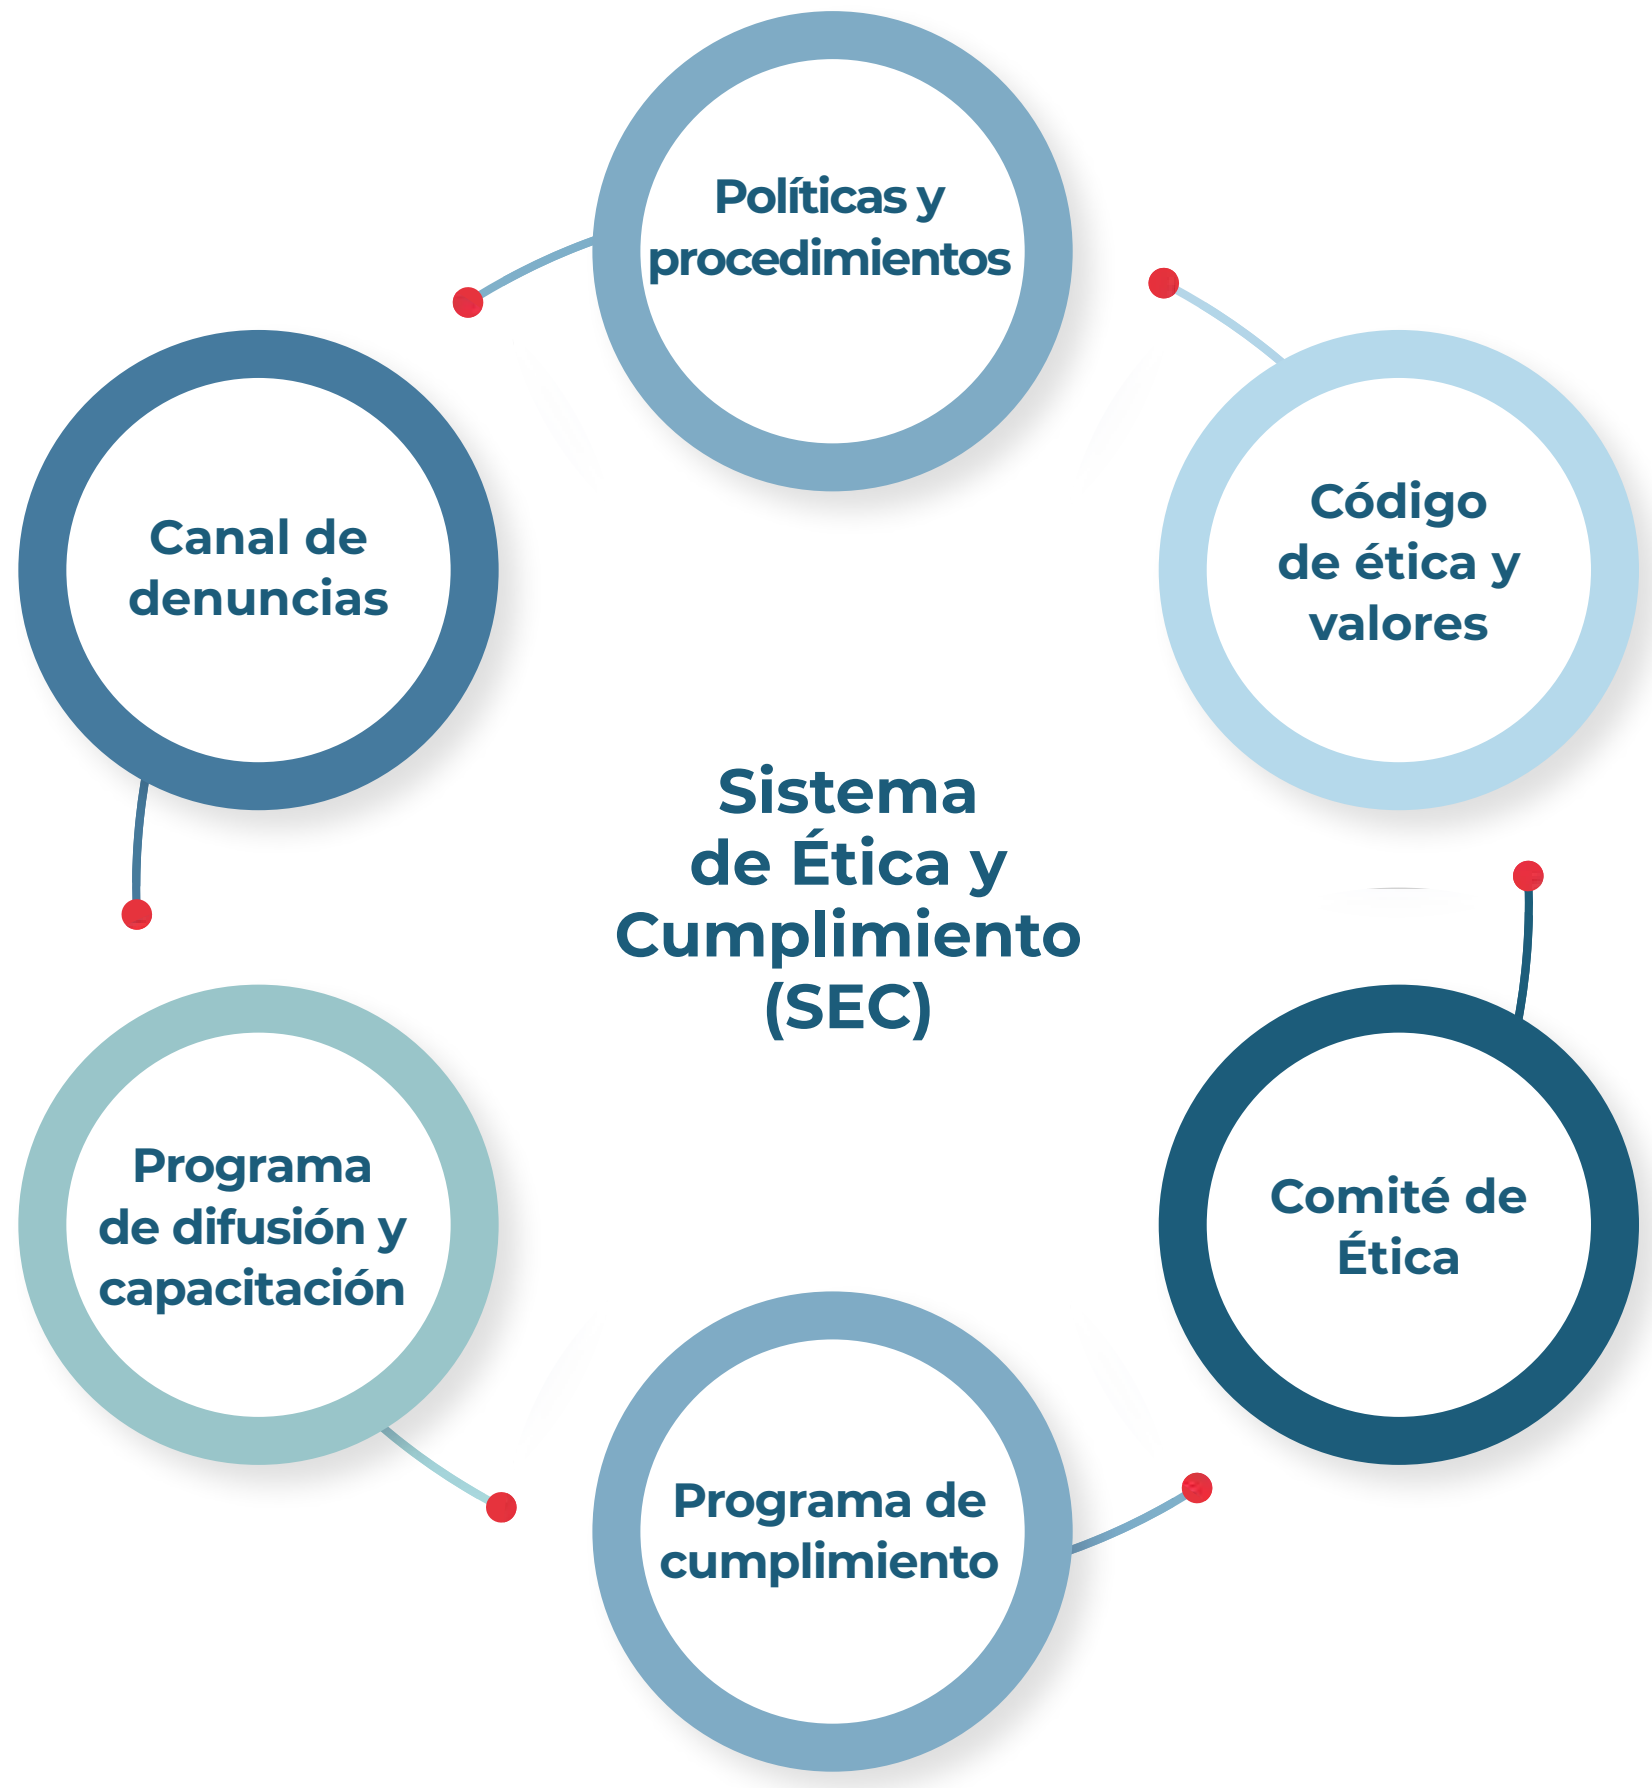 Políticas y
procedimientos
Código
de ética y
valores
Canal de
denuncias
Sistema
de Ética y
Cumplimiento
(SEC)
Programa
de difusión y
capacitación
Comité de
Ética
Programa de
cumplimiento